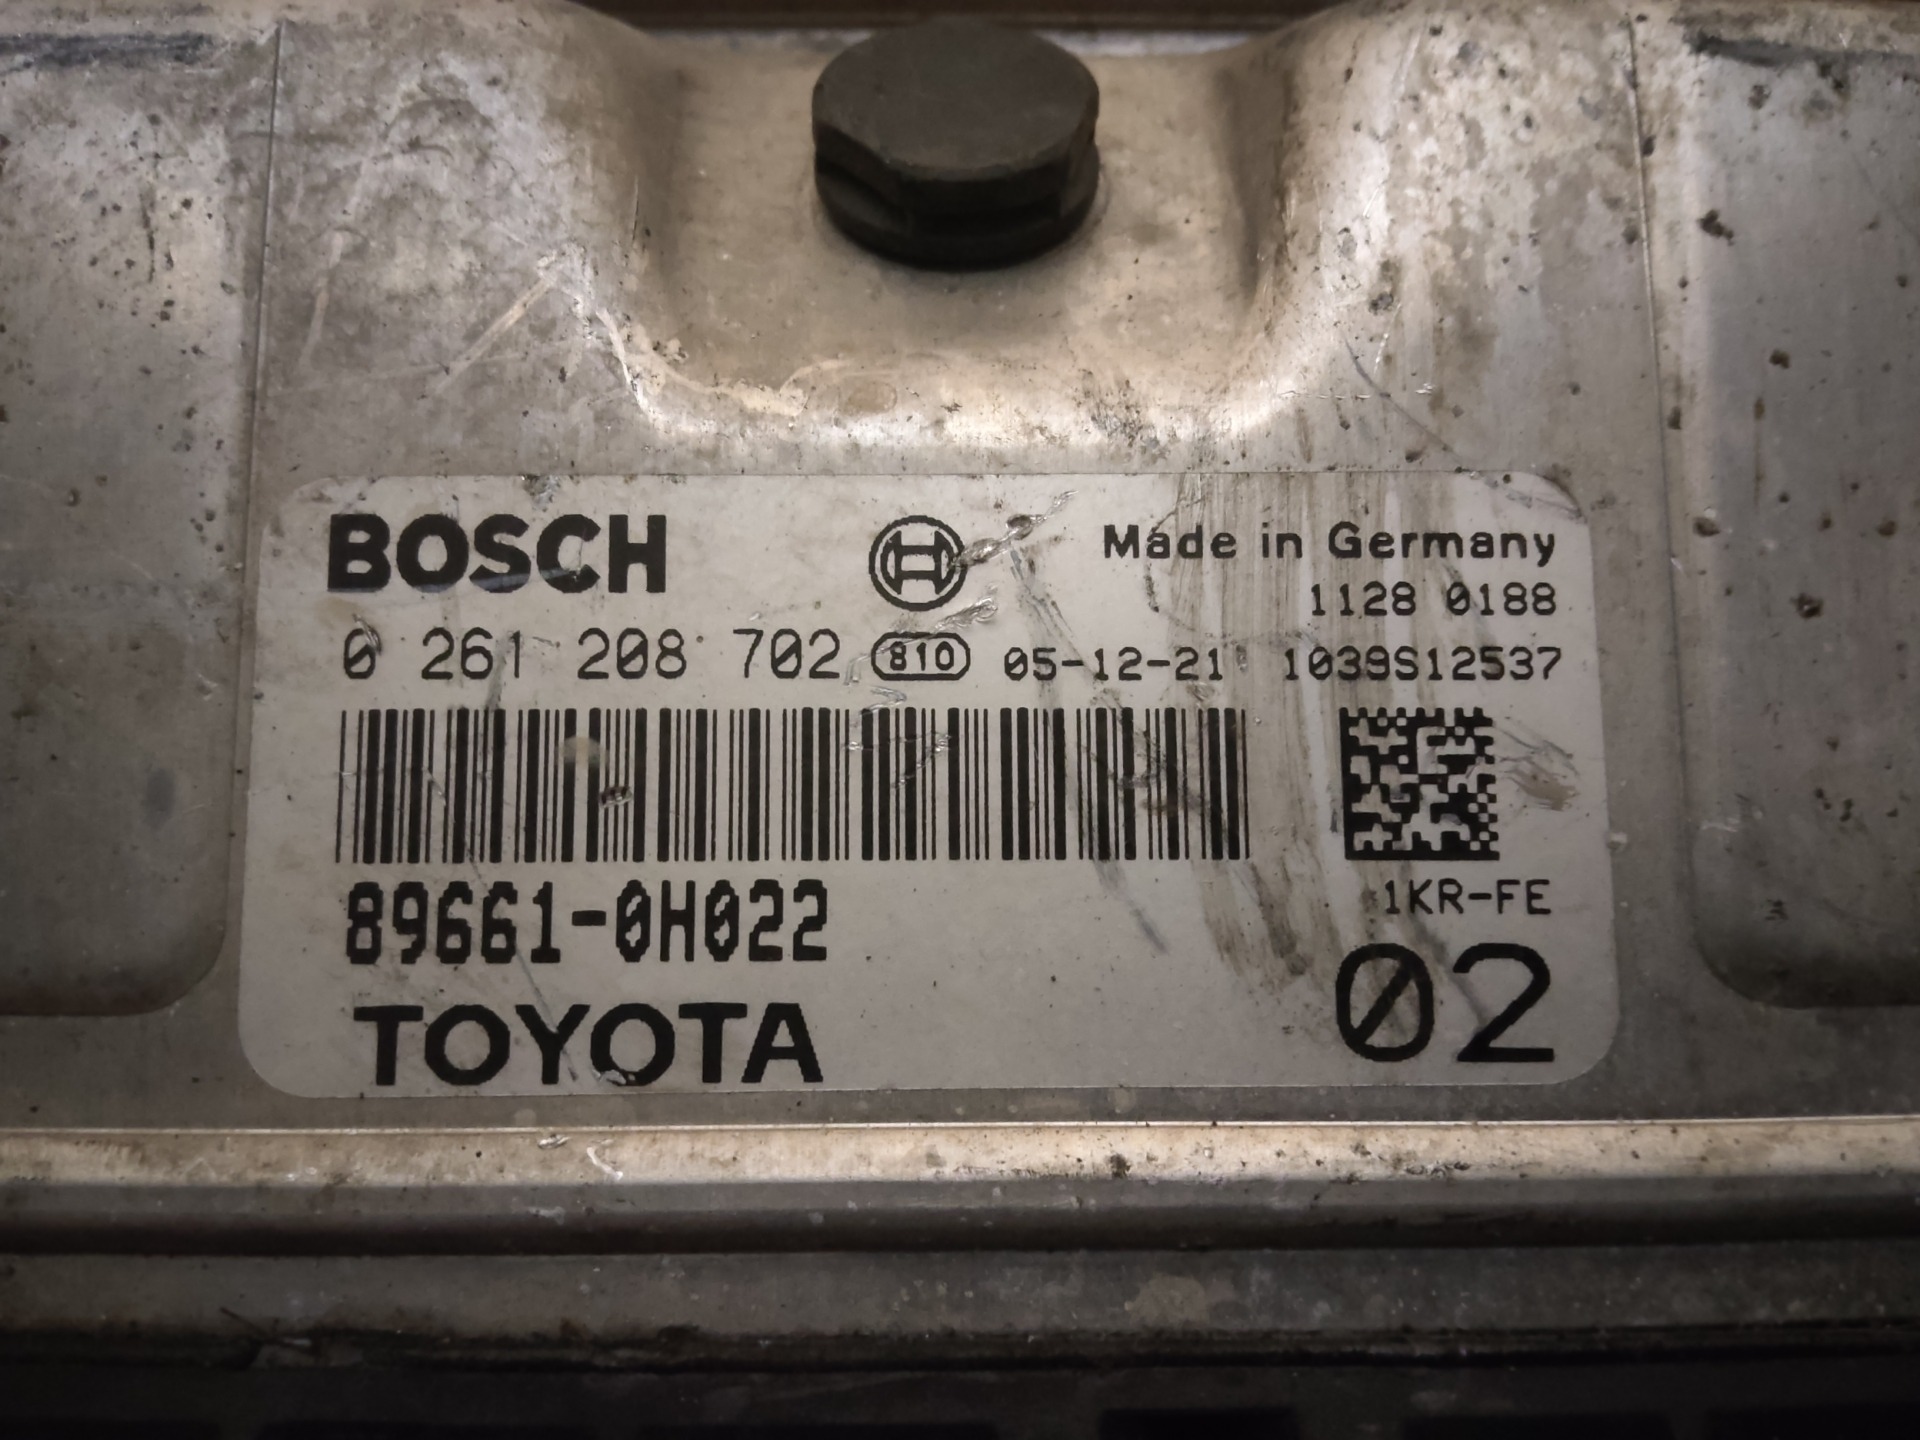 BOSCH
Made in Germany
1128 0188
0 261 208 702 810 05-12-21 1039S12537
89661-0H022
1KR-FE
TOYOTA
02